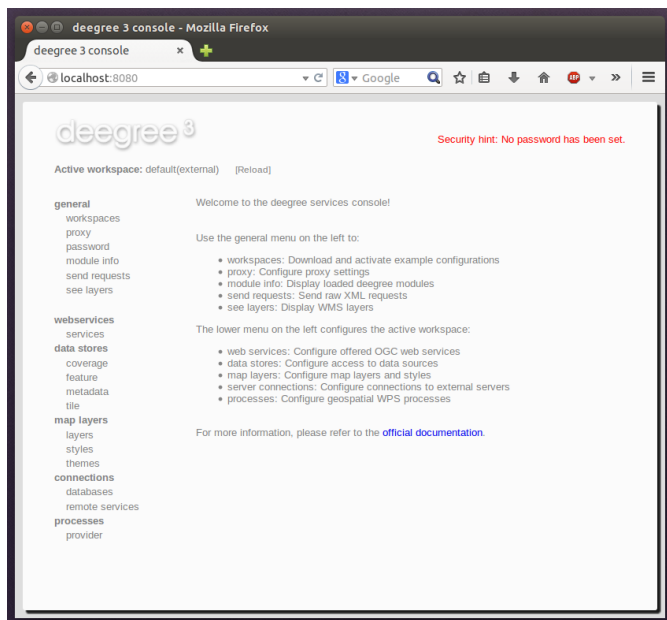 deegree 3 console - Mozilla Firefox
deegree 3 console
localhost:8080
Google
ABP
deegree 3
Security hint: No password has been set.
Active workspace: default(external) [Reload]
general
workspaces
proxy
password
module info
send requests
see layers
webservices
services
data stores
coverage
feature
metadata
tile
map layers
layers
styles
themes
connections
databases
remote services
processes
provider
Welcome to the deegree services console!
Use the general menu on the left to:
• workspaces: Download and activate example configurations
• proxy: Configure proxy settings
• module info: Display loaded deegree modules
• send requests: Send raw XML requests
• see layers: Display WMS layers
The lower menu on the left configures the active workspace:
• web services: Configure offered OGC web services
• data stores: Configure access to data sources
• map layers: Configure map layers and styles
• server connections: Configure connections to external servers
• processes: Configure geospatial WPS processes
For more information, please refer to the official documentation.